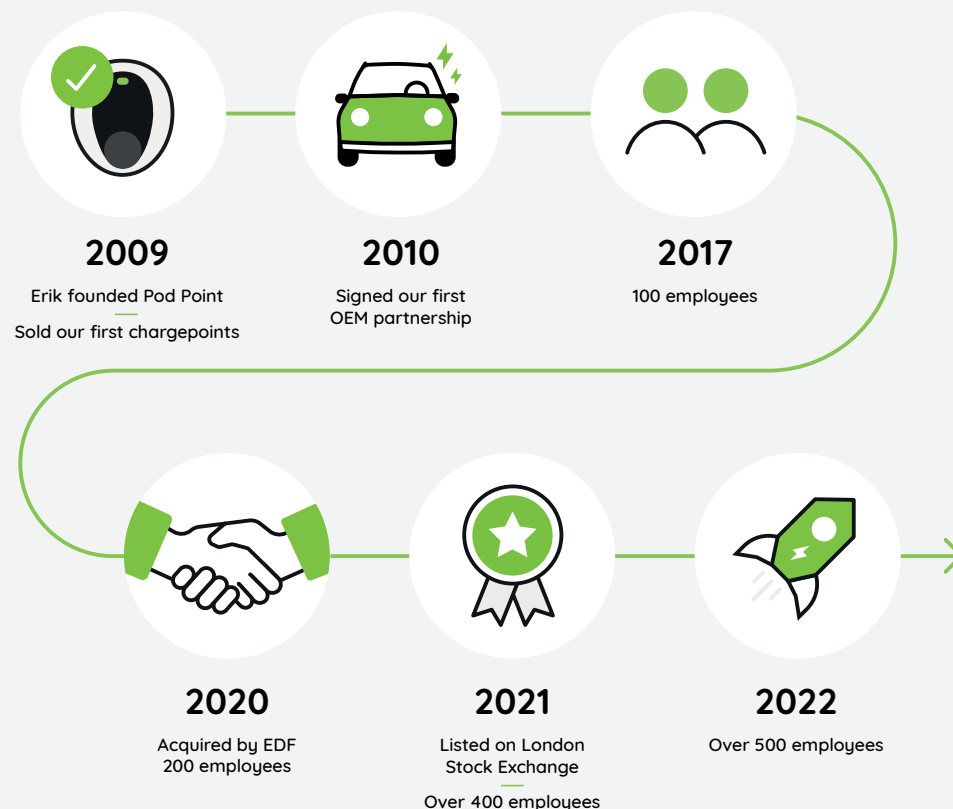 2009
Erik founded Pod Point
Sold our first chargepoints
2010
Signed our first
OEM partnership
2017
100 employees
2020
Acquired by EDF
200 employees
2021
Listed on London
Stock Exchange
Over 400 employees
2022
Over 500 employees